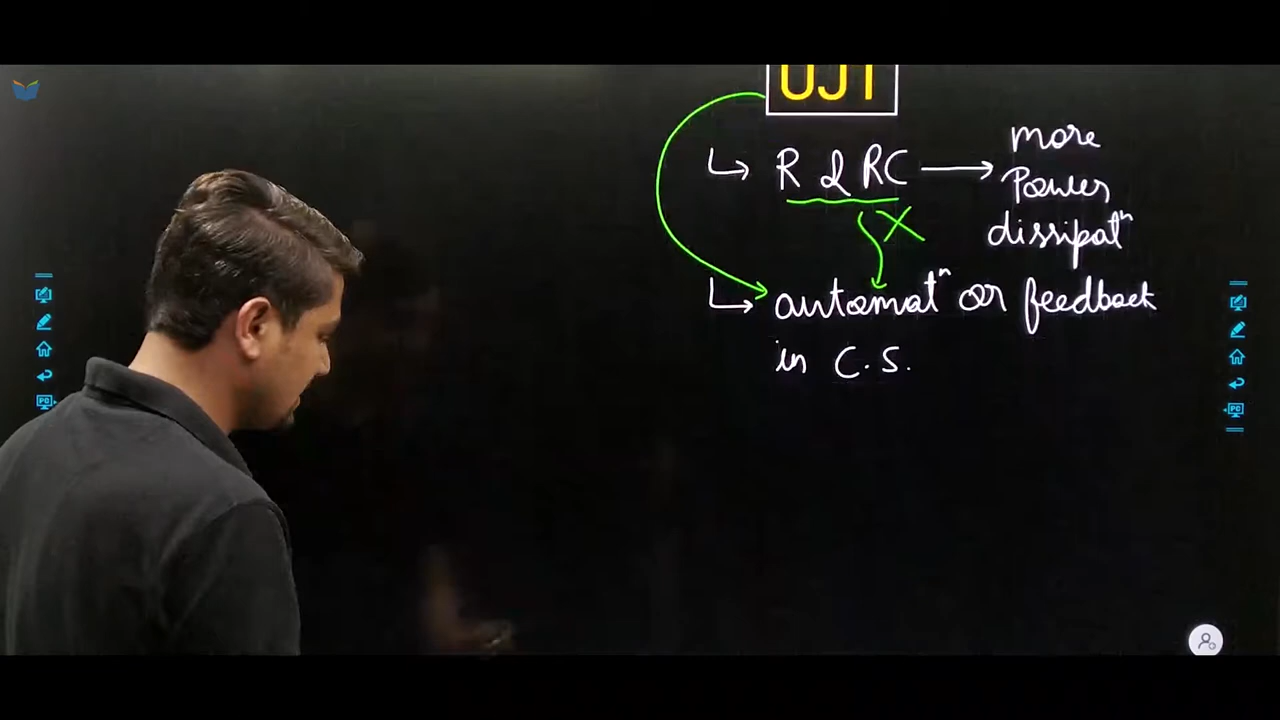 UJT
R & RC → more
Power
dissipatⁿ
automatⁿ or feedback
in C.S.